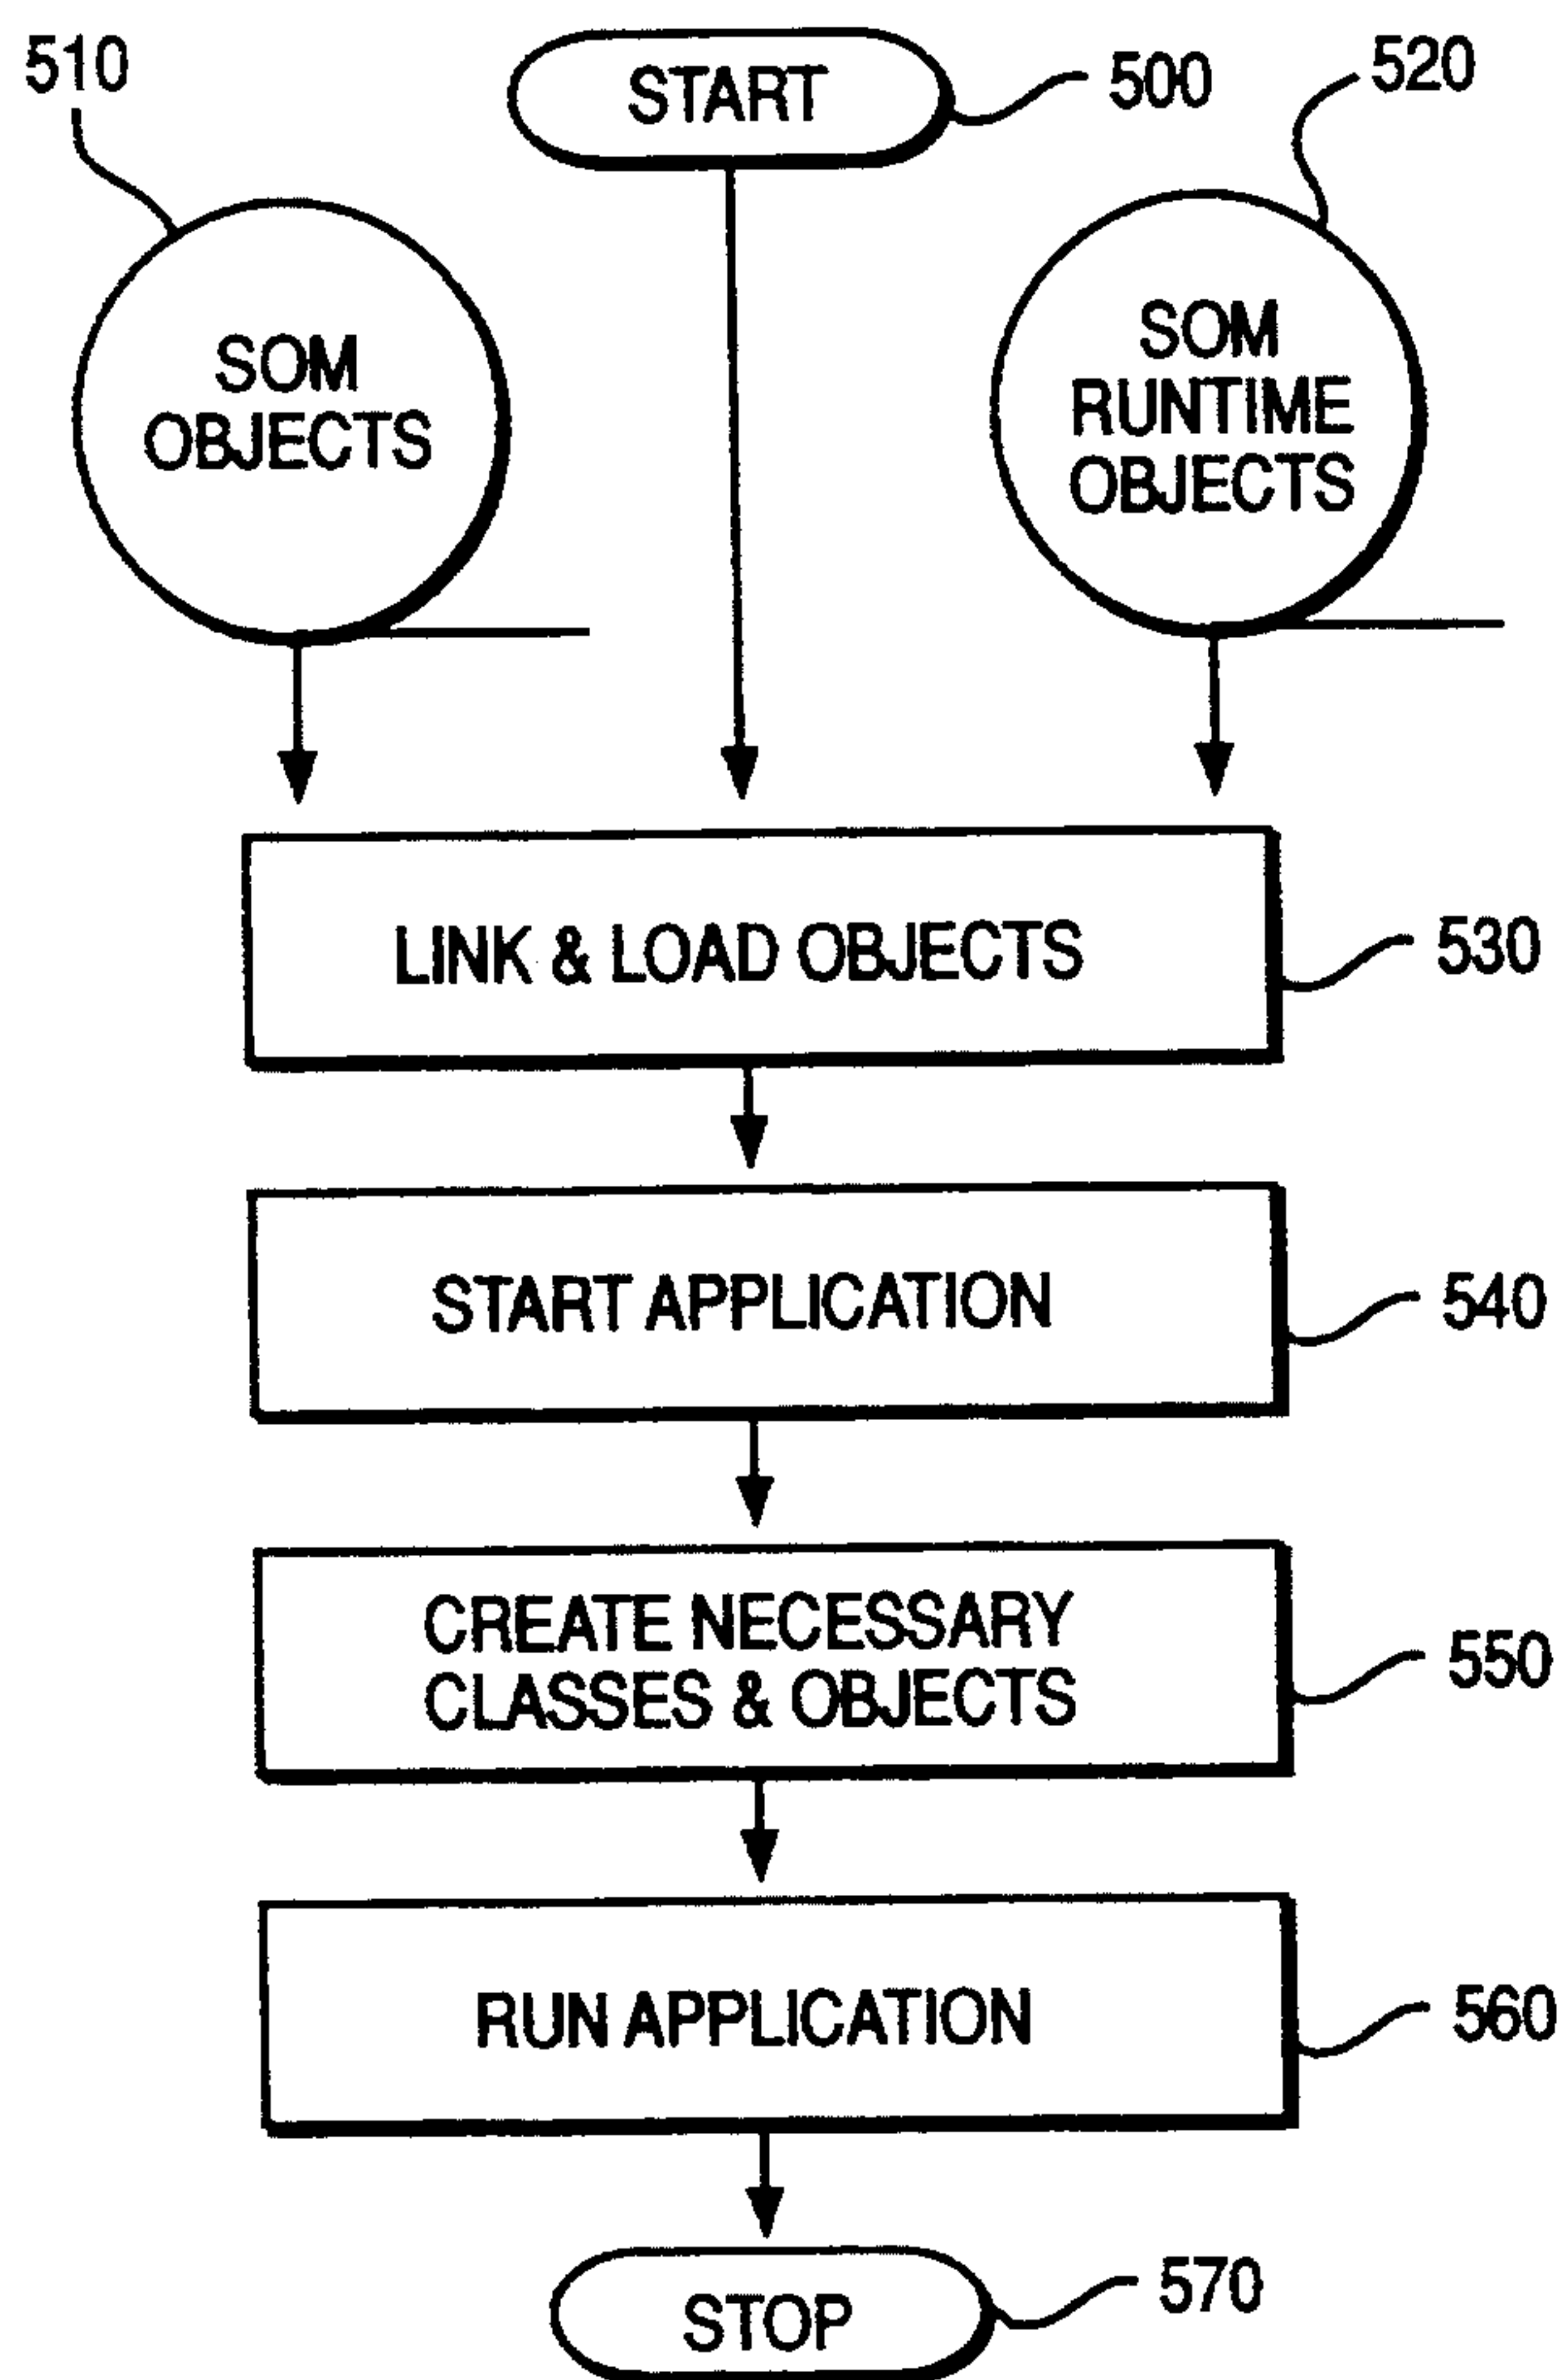 510
START
500
520
SOM
OBJECTS
SOM
RUNTIME
OBJECTS
LINK & LOAD OBJECTS
530
START APPLICATION
540
CREATE NECESSARY
CLASSES & OBJECTS
550
RUN APPLICATION
560
STOP
570